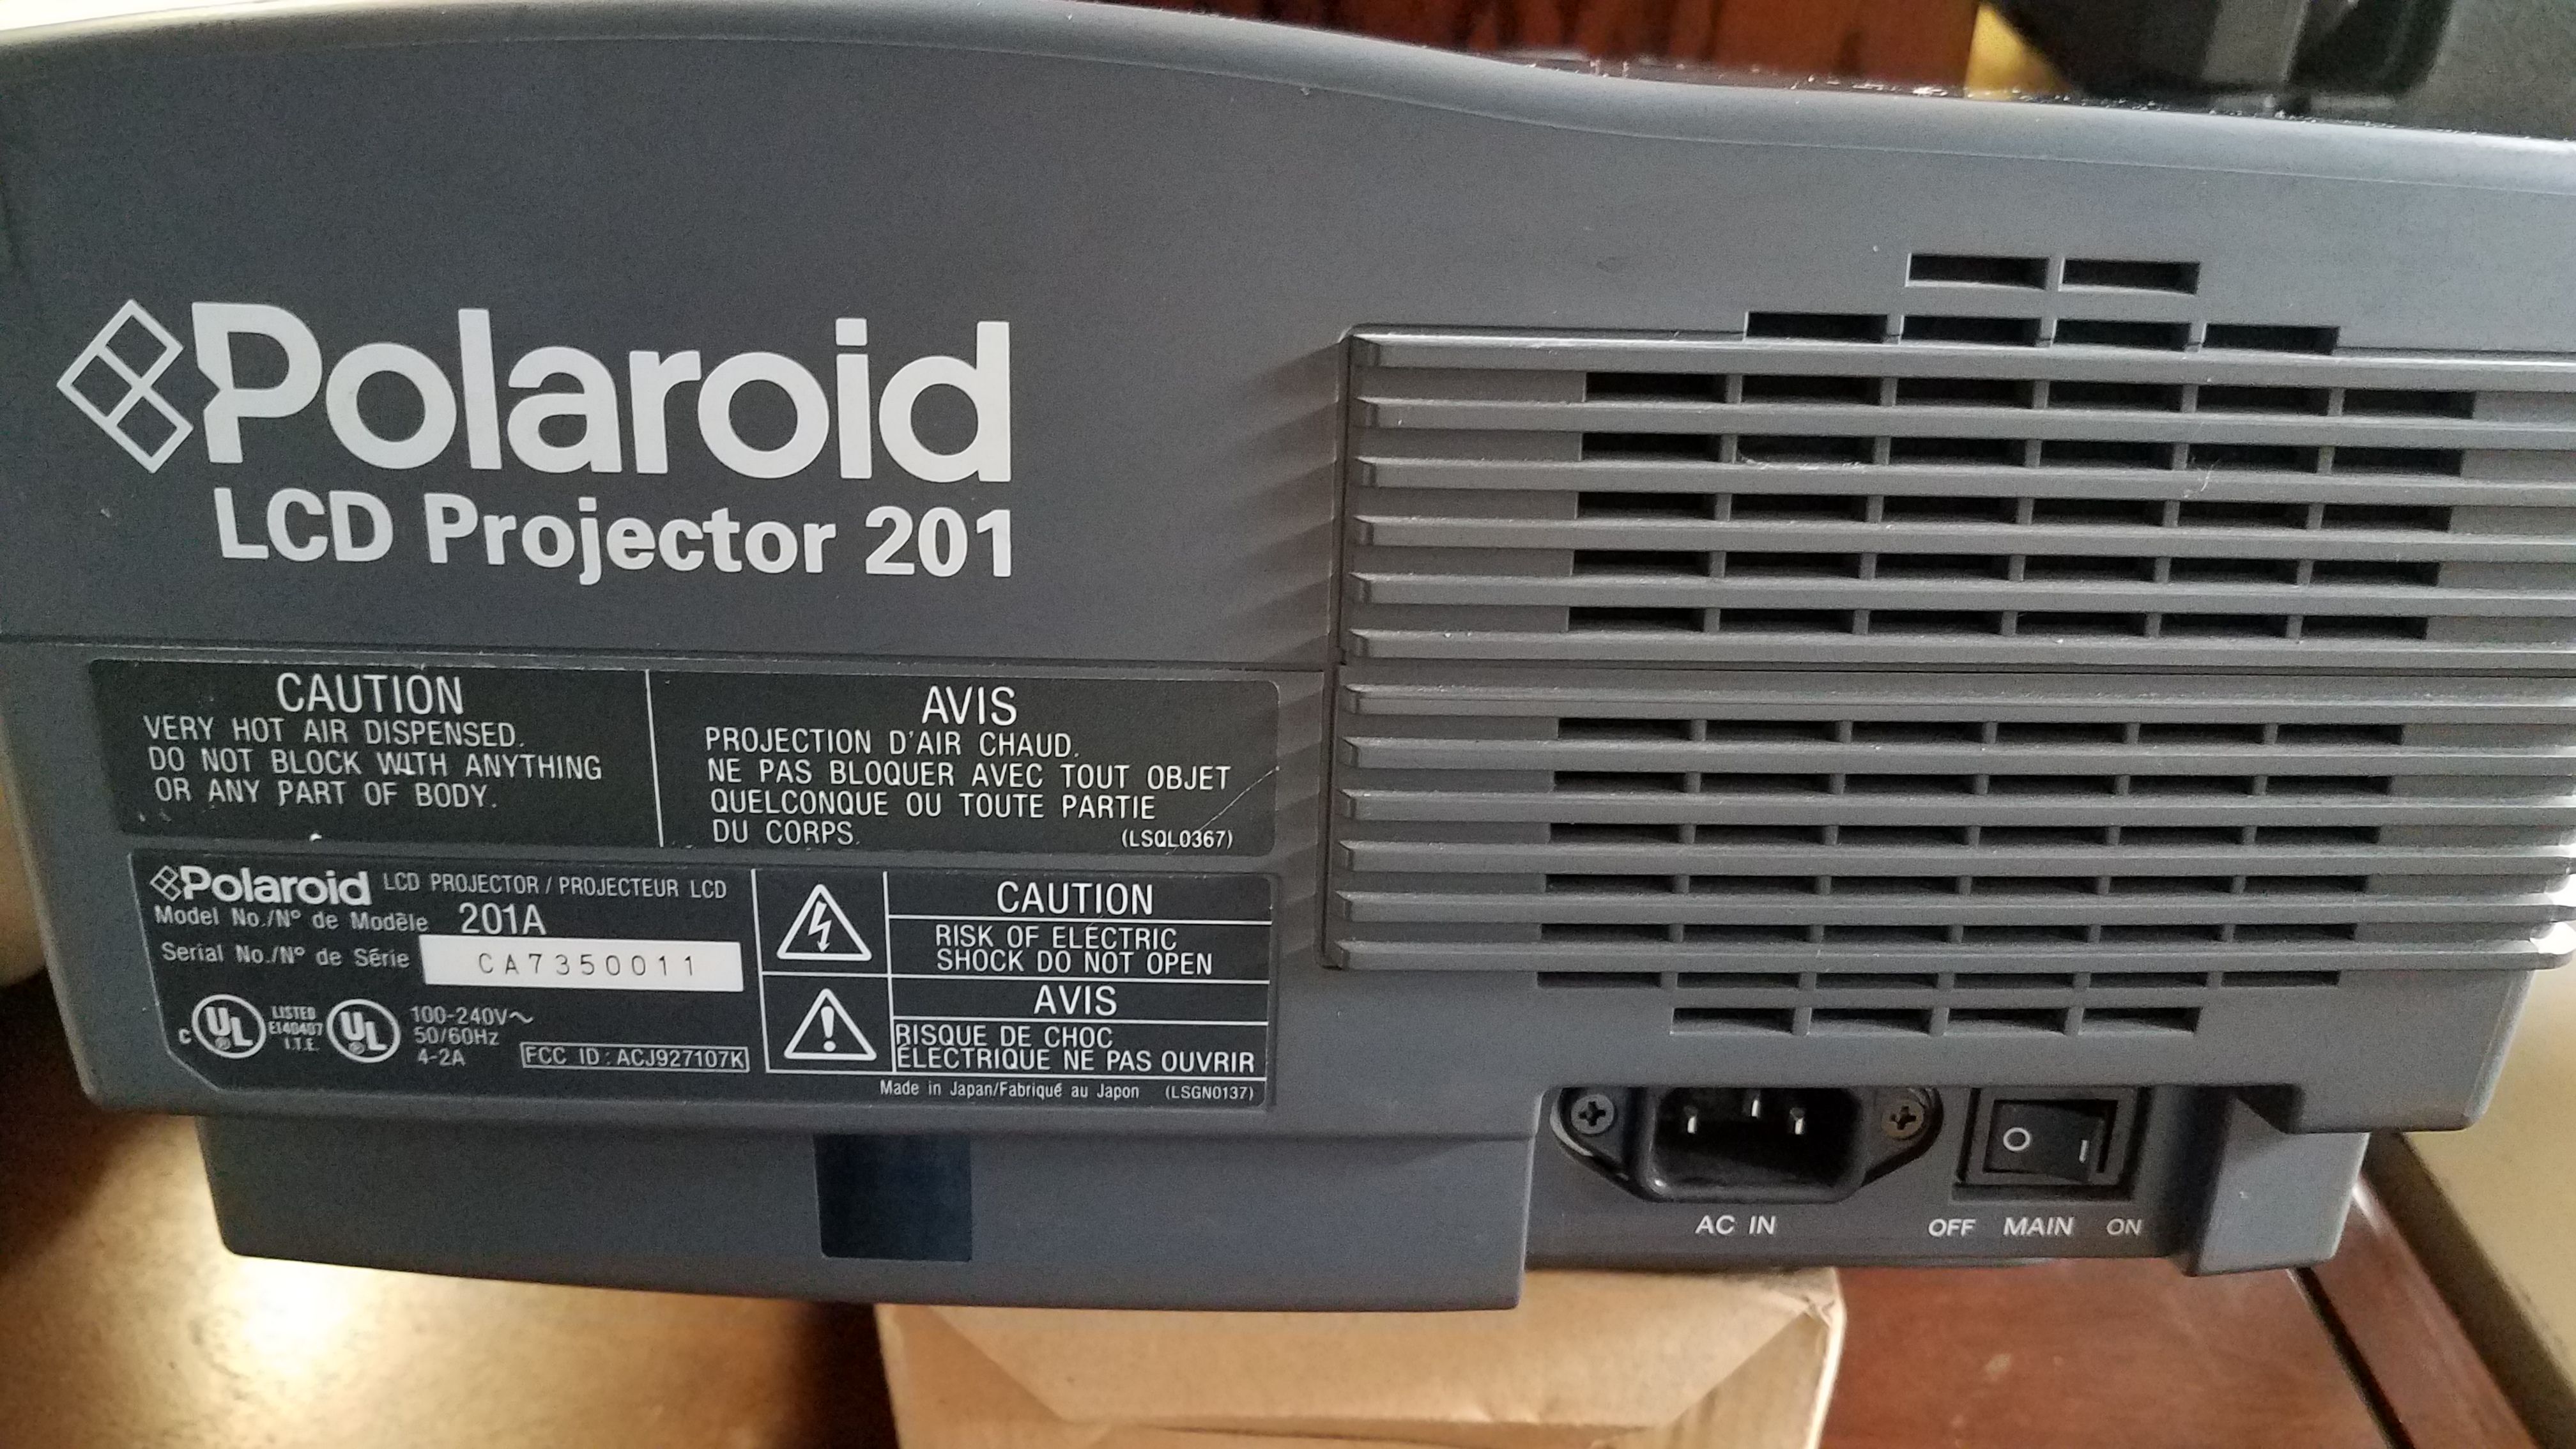 Polaroid
LCD Projector 201
CAUTION
VERY HOT AIR DISPENSED.
DO NOT BLOCK WITH ANYTHING
OR ANY PART OF BODY.
AVIS
PROJECTION D'AIR CHAUD.
NE PAS BLOQUER AVEC TOUT OBJET
QUELCONQUE OU TOUTE PARTIE
DU CORPS.
(LSQL0367)
Polaroid LCD PROJECTOR / PROJECTEUR LCD
Model No./N° de Modèle 201A
Serial No./N° de Série CA7350011
C UL® LISTED E140407 I.T.E. UL®
100-240V~
50/60Hz
4-2A
FCC ID: ACJ927107K
CAUTION
RISK OF ELECTRIC
SHOCK DO NOT OPEN
AVIS
RISQUE DE CHOC
ÉLECTRIQUE NE PAS OUVRIR
Made in Japan/Fabriqué au Japon (LSGN0137)
O I
AC IN
OFF MAIN ON